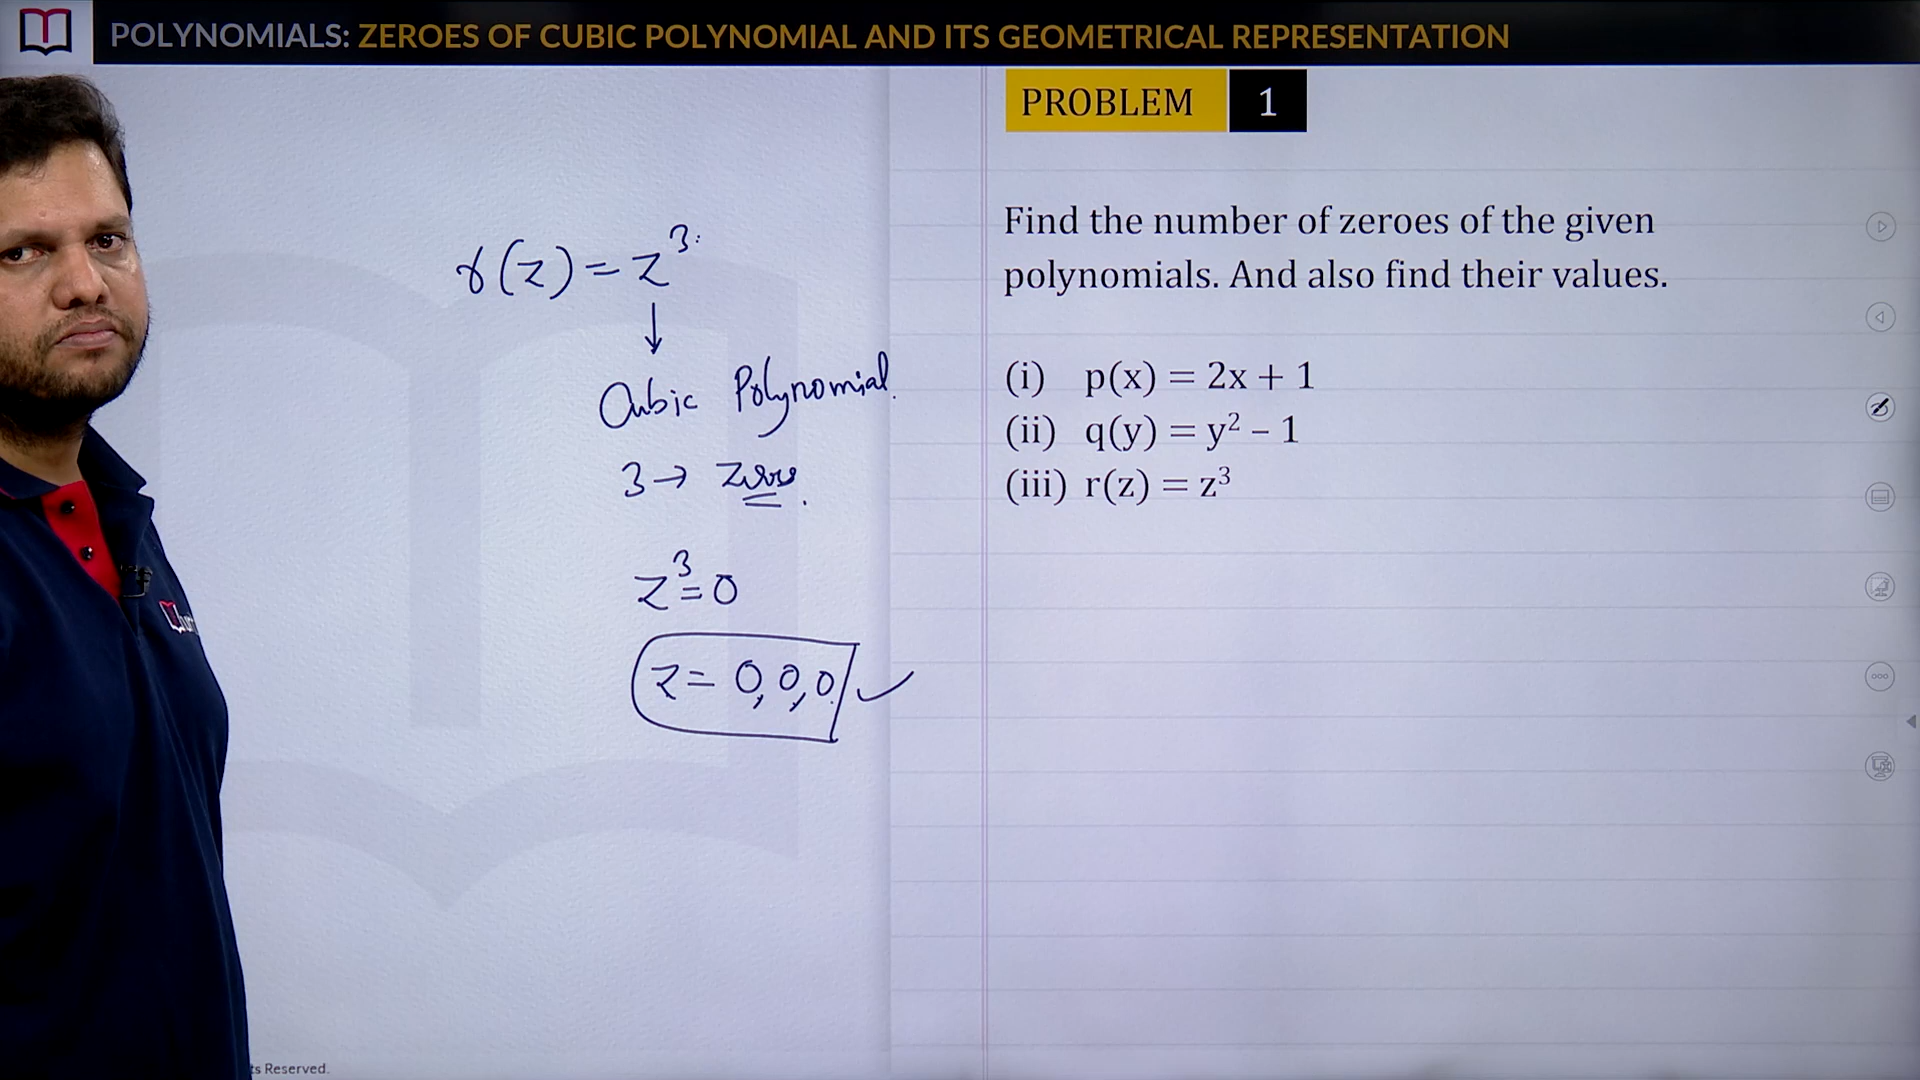 POLYNOMIALS: ZEROES OF CUBIC POLYNOMIAL AND ITS GEOMETRICAL REPRESENTATION
r(z) = z³
↓
Cubic Polynomial.
3 → Zeroes.
z³ = 0
z = 0, 0, 0 ✓
PROBLEM 1
Find the number of zeroes of the given
polynomials. And also find their values.
(i) p(x) = 2x + 1
(ii) q(y) = y² – 1
(iii) r(z) = z³
ts Reserved.